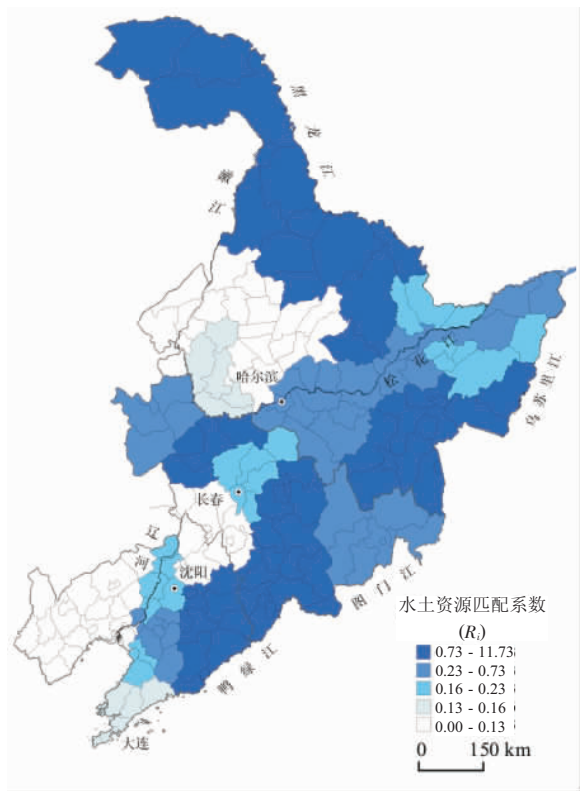 黑龙江
嫩江
哈尔滨
松花江
乌苏里江
长春
辽河
沈阳
图们江
鸭绿江
大连
水土资源匹配系数
(Ri)
0.73 - 11.73
0.23 - 0.73
0.16 - 0.23
0.13 - 0.16
0.00 - 0.13
0 150 km